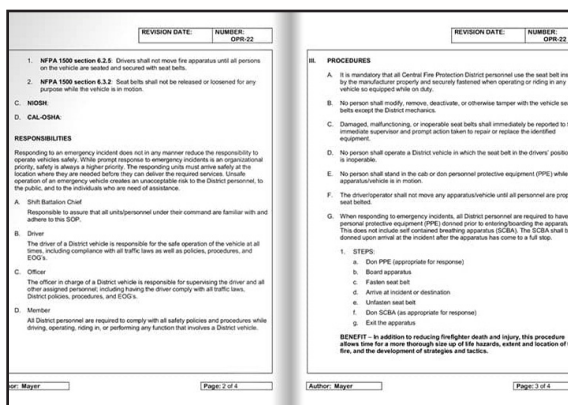 REVISION DATE:
NUMBER:
OPR-22
1. NFPA 1500 section 6.2.5: Drivers shall not move fire apparatus until all persons
on the vehicle are seated and secured with seat belts.
2. NFPA 1500 section 6.3.2: Seat belts shall not be released or loosened for any
purpose while the vehicle is in motion.
C. NIOSH:
D. CAL-OSHA:
RESPONSIBILITIES
Responding to an emergency incident does not in any manner reduce the responsibility to
operate vehicles safely. While prompt response to emergency incidents is an organizational
priority, safety is always a higher priority. The responding units must arrive safely at the
location where they are needed before they can deliver the required services. Unsafe
operation of an emergency vehicle creates an unacceptable risk to the District personnel, to
the public, and to the individuals who are need of assistance.
A. Shift Battalion Chief
Responsible to assure that all units/personnel under their command are familiar with and
adhere to this SOP.
B. Driver
The driver of a District vehicle is responsible for the safe operation of the vehicle at all
times, including compliance with all traffic laws as well as policies, procedures, and
EOG's.
C. Officer
The officer in charge of a District vehicle is responsible for supervising the driver and all
other assigned personnel; including having the driver comply with all traffic laws,
District policies, procedures, and EOG's.
D. Member
All District personnel are required to comply with all safety policies and procedures while
driving, operating, riding in, or performing any function that involves a District vehicle.
or: Mayer
Page: 2 of 4
REVISION DATE:
NUMBER:
OPR-22
III. PROCEDURES
A. It is mandatory that all Central Fire Protection District personnel use the seat belt
by the manufacturer properly and securely fastened when operating or riding in any
vehicle so equipped while on duty.
B. No person shall modify, remove, deactivate, or otherwise tamper with the vehicle
belts except the District mechanics.
C. Damaged, malfunctioning, or inoperable seat belts shall immediately be reported to
immediate supervisor and prompt action taken to repair or replace the identified
equipment.
D. No person shall operate a District vehicle in which the seat belt in the drivers'
is inoperable.
E. No person shall stand in the cab or don personnel protective equipment (PPE) while
apparatus/vehicle is in motion.
F. The driver/operator shall not move any apparatus/vehicle until all personnel are
seat belted.
G. When responding to emergency incidents, all District personnel are required to have
personal protective equipment (PPE) donned prior to entering/boarding the
This does not include self contained breathing apparatus (SCBA). The SCBA shall
donned upon arrival at the incident after the apparatus has come to a full stop.
1. STEPS:
a. Don PPE (appropriate for response)
b. Board apparatus
c. Fasten seat belt
d. Arrive at incident or destination
e. Unfasten seat belt
f. Don SCBA (as appropriate for response)
g. Exit the apparatus
BENEFIT – In addition to reducing firefighter death and injury, this procedure
allows time for a more thorough size up of life hazards, extent and location of
fire, and the development of strategies and tactics.
Author: Mayer
Page: 3 of 4